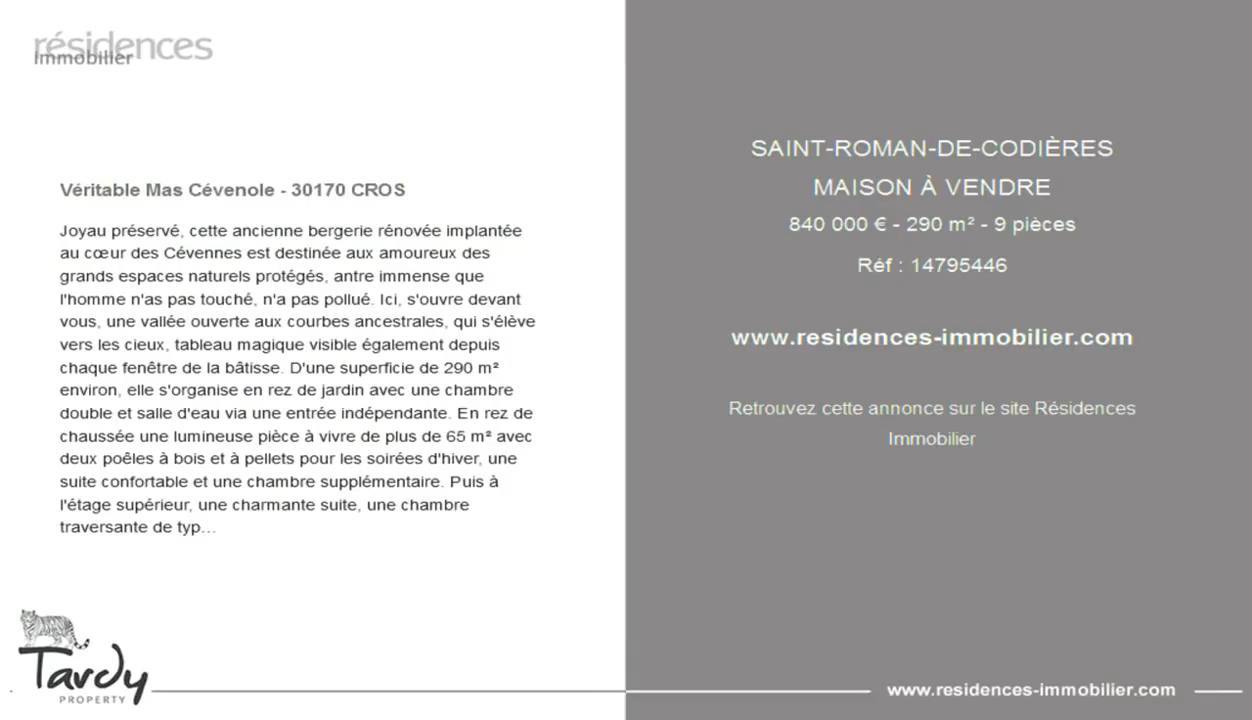 résidences
Immobilier
Véritable Mas Cévenole - 30170 CROS
Joyau préservé, cette ancienne bergerie rénovée implantée
au cœur des Cévennes est destinée aux amoureux des
grands espaces naturels protégés, antre immense que
l'homme n'as pas touché, n'a pas pollué. Ici, s'ouvre devant
vous, une vallée ouverte aux courbes ancestrales, qui s'élève
vers les cieux, tableau magique visible également depuis
chaque fenêtre de la bâtisse. D'une superficie de 290 m²
environ, elle s'organise en rez de jardin avec une chambre
double et salle d'eau via une entrée indépendante. En rez de
chaussée une lumineuse pièce à vivre de plus de 65 m² avec
deux poêles à bois et à pellets pour les soirées d'hiver, une
suite confortable et une chambre supplémentaire. Puis à
l'étage supérieur, une charmante suite, une chambre
traversante de typ...
Tardy
PROPERTY
SAINT-ROMAN-DE-CODIÈRES
MAISON À VENDRE
840 000 € - 290 m² - 9 pièces
Réf : 14795446
www.residences-immobilier.com
Retrouvez cette annonce sur le site Résidences
Immobilier
www.residences-immobilier.com